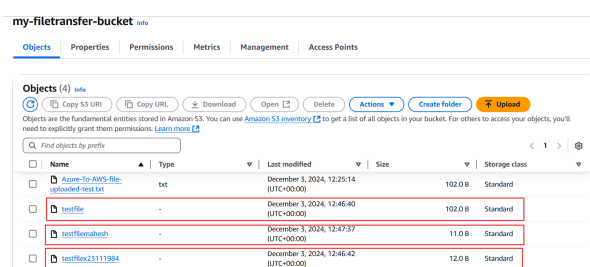 my-filetransfer-bucket Info
Objects Properties Permissions Metrics Management Access Points
Objects (4) Info
Copy S3 URI Copy URL Download Open Delete Actions Create folder Upload
Objects are the fundamental entities stored in Amazon S3. You can use Amazon S3 inventory to get a list of all objects in your bucket. For others to access your objects, you'll
need to explicitly grant them permissions. Learn more
Find objects by prefix
1
Name Type Last modified Size Storage class
Azure-To-AWS-file-uploaded-test.txt txt December 3, 2024, 12:25:14 (UTC+00:00) 102.0 B Standard
testfile - December 3, 2024, 12:46:40 (UTC+00:00) 102.0 B Standard
testfilemahesh - December 3, 2024, 12:47:37 (UTC+00:00) 11.0 B Standard
testfilex23111984 - December 3, 2024, 12:46:42 (UTC+00:00) 12.0 B Standard